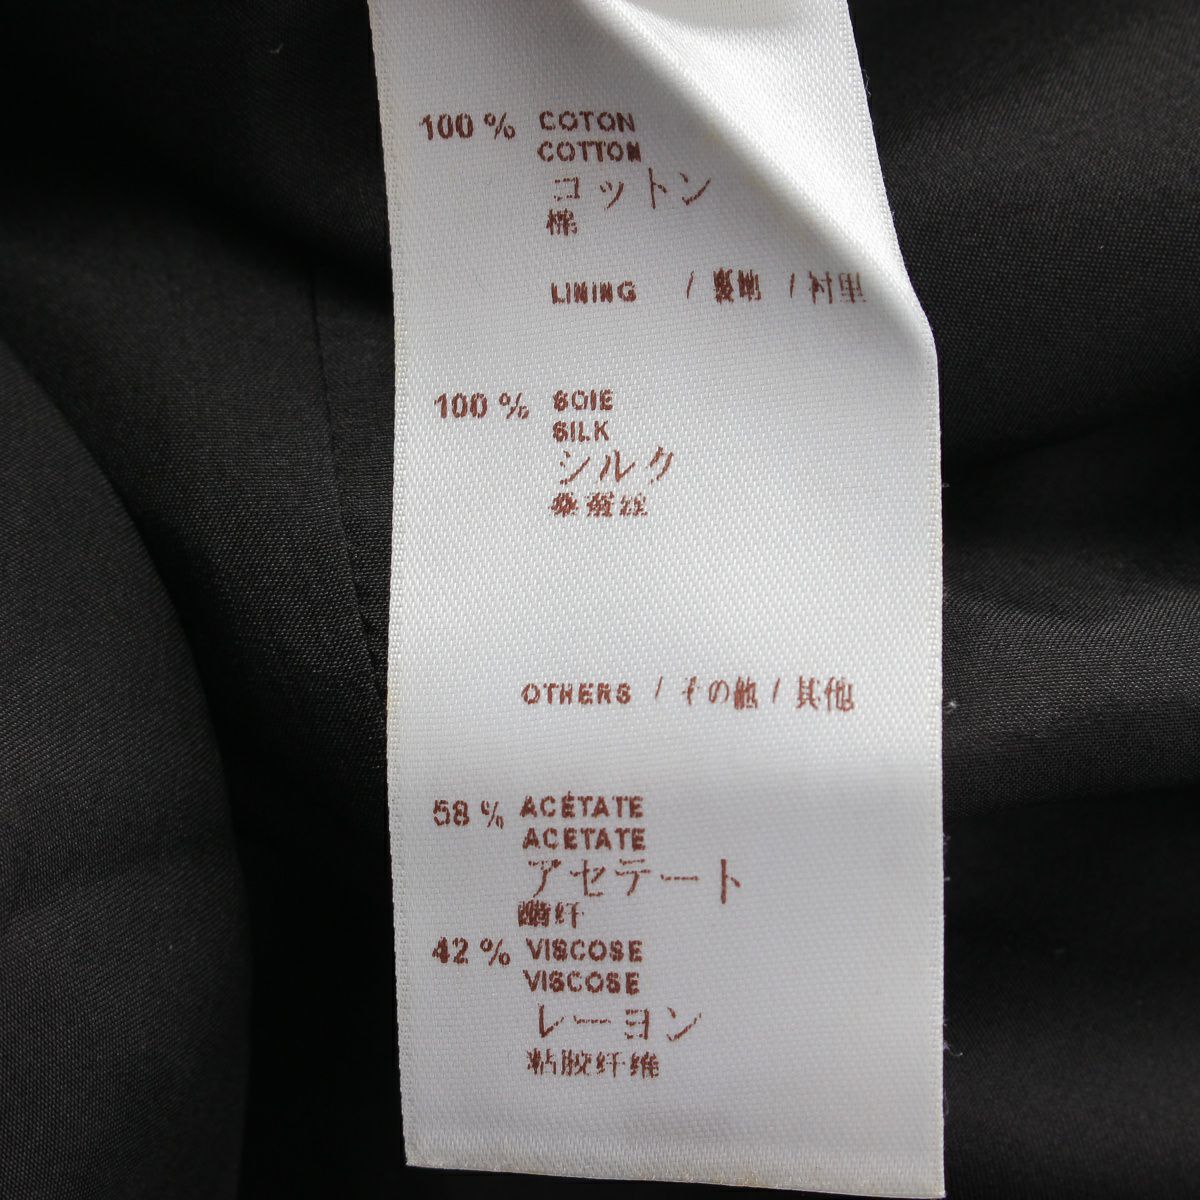 100 % COTON
COTTON
コットン
棉
LINING / 裏地 / 衬里
100 % SOIE
SILK
シルク
桑蚕丝
OTHERS / その他 / 其他
58 % ACÉTATE
ACETATE
アセテート
醋纤
42 % VISCOSE
VISCOSE
レーヨン
粘胶纤维